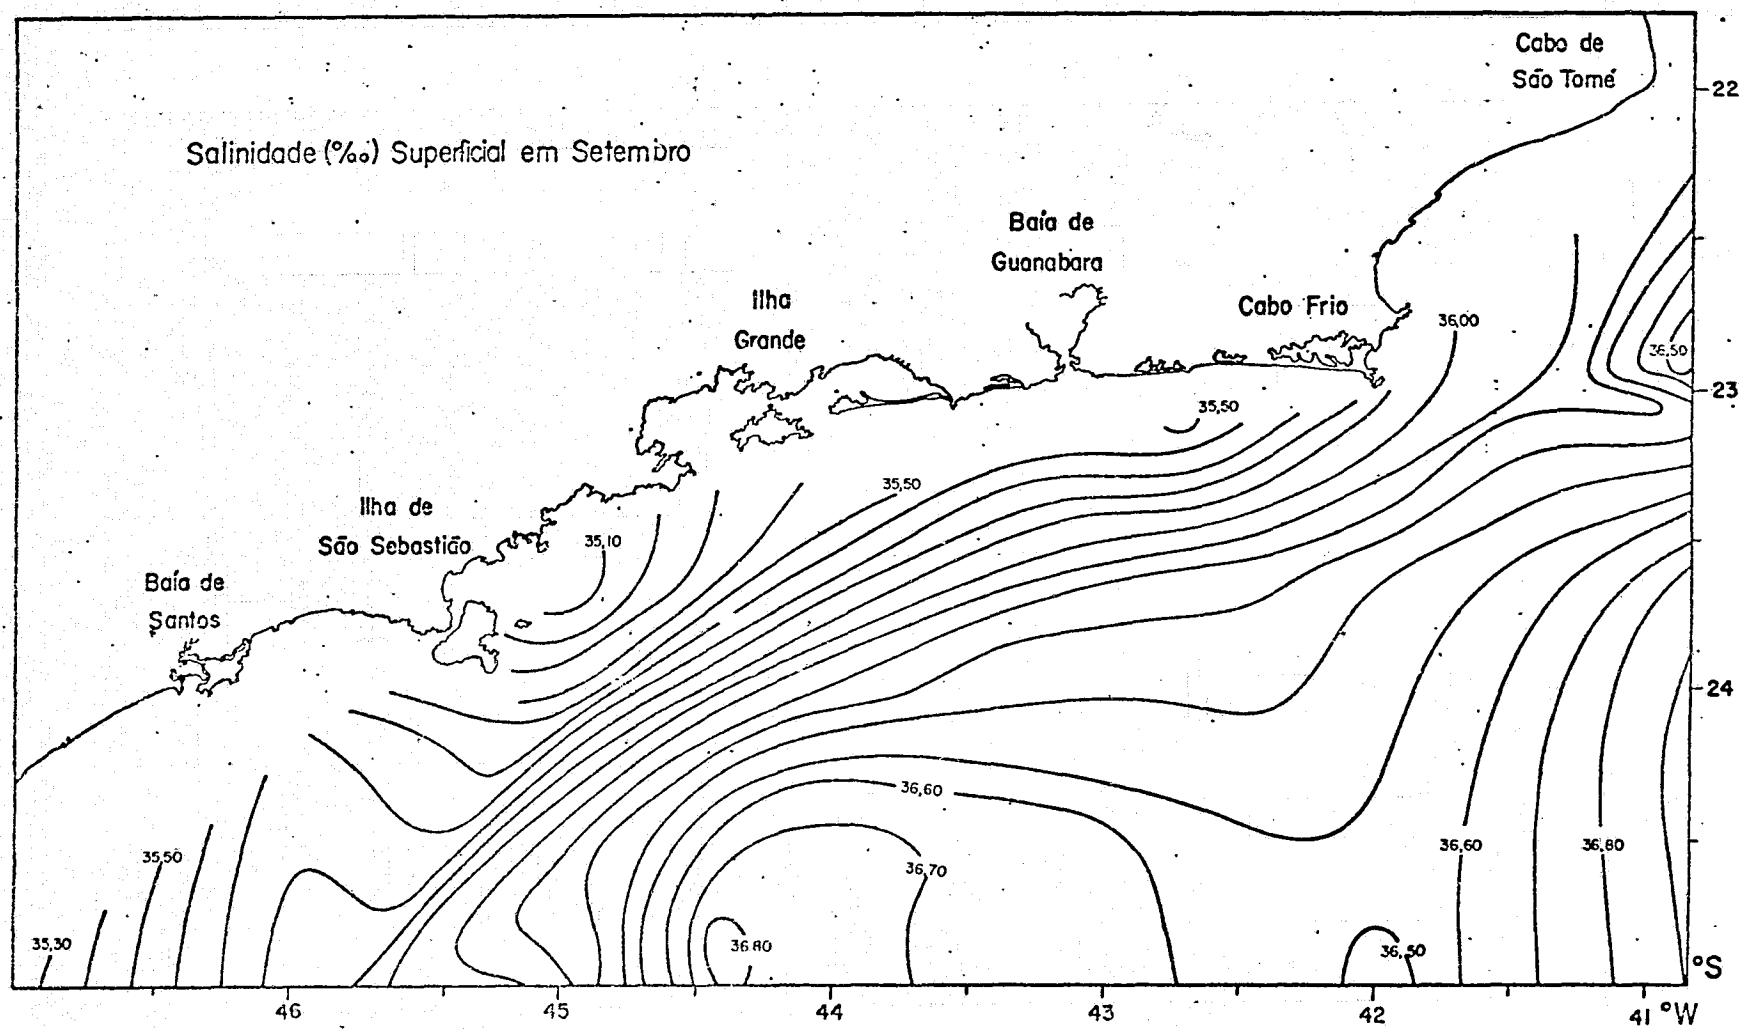 Cabo de
São Tomé
22
Salinidade (‰) Superficial em Setembro
Baía de
Guanabara
Ilha
Grande
Cabo Frio
36,00
36,50
23
35,50
35,50
Ilha de
São Sebastião
35,10
Baía de
Santos
24
36,60
35,50
36,70
36,60
36,80
35,30
36,80
36,50
°S
46
45
44
43
42
41 °W